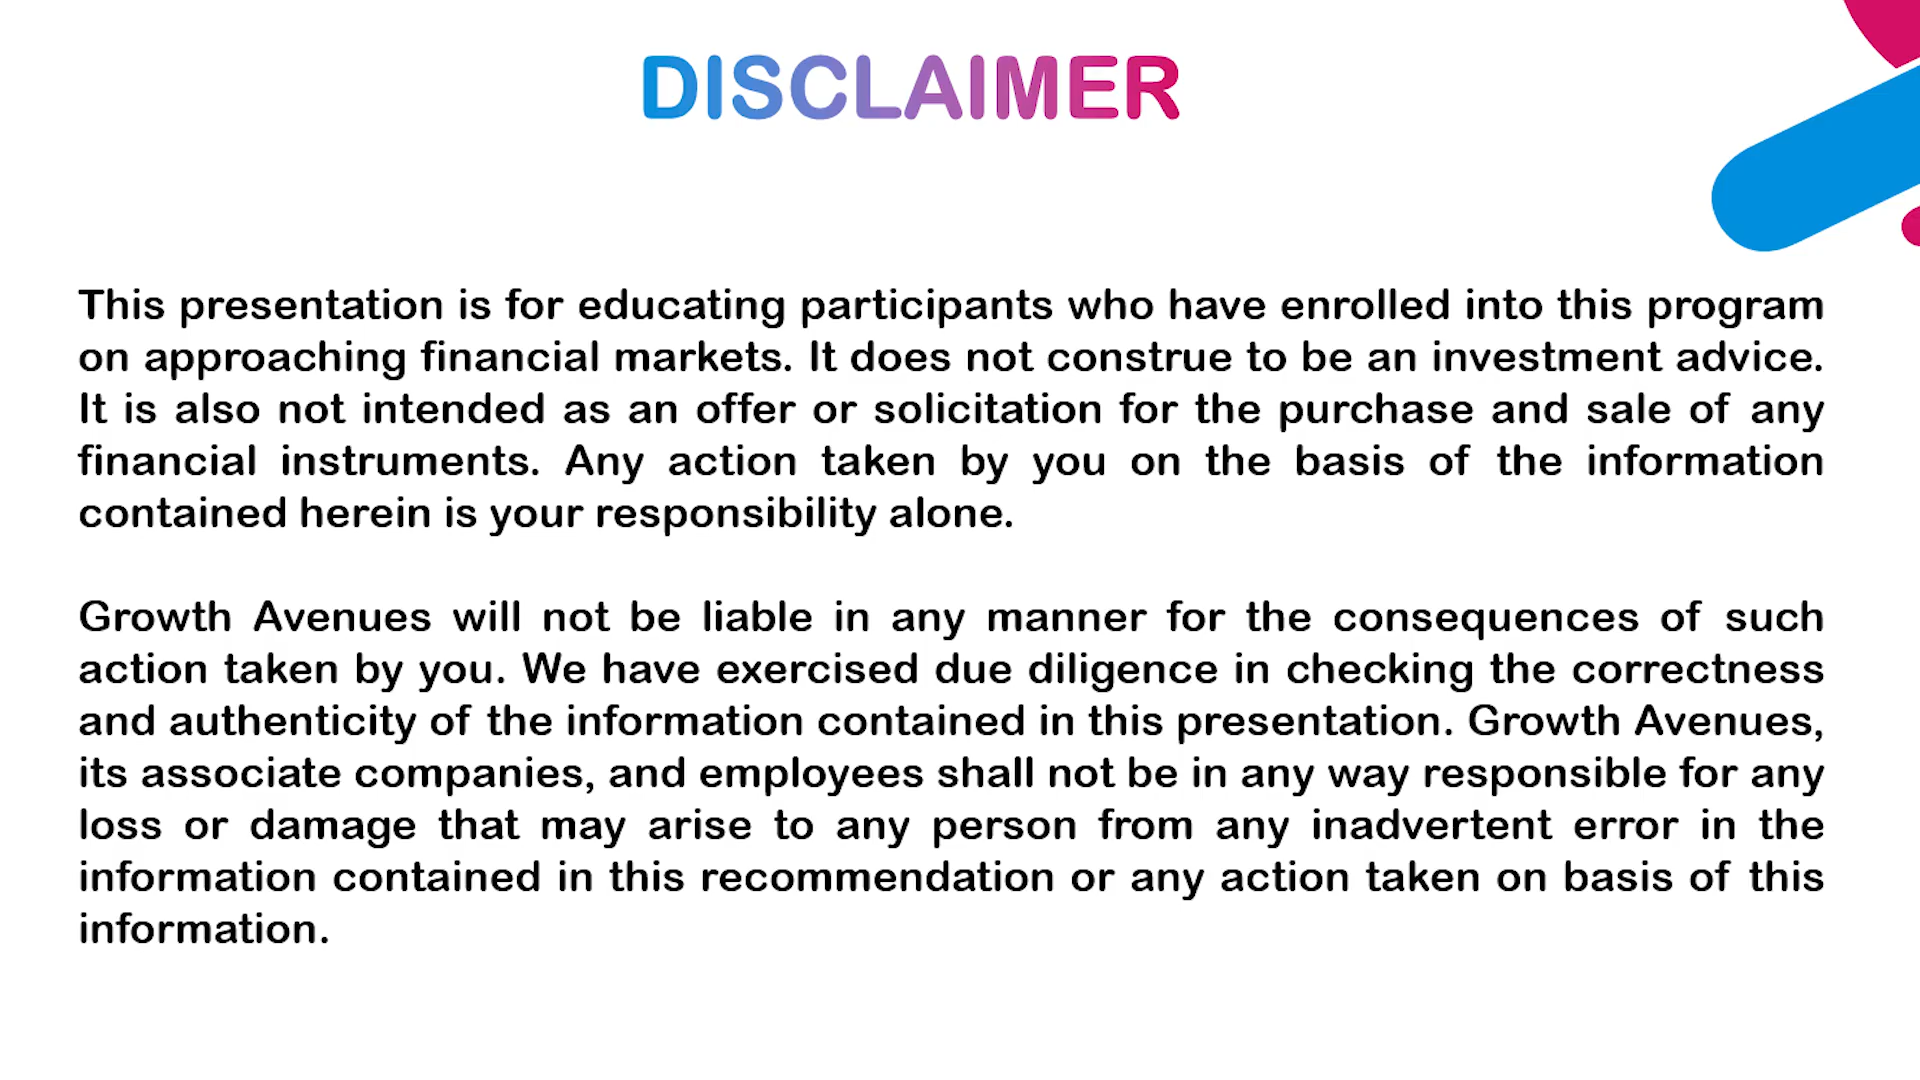 DISCLAIMER
This presentation is for educating participants who have enrolled into this program
on approaching financial markets. It does not construe to be an investment advice.
It is also not intended as an offer or solicitation for the purchase and sale of any
financial instruments. Any action taken by you on the basis of the information
contained herein is your responsibility alone.
Growth Avenues will not be liable in any manner for the consequences of such
action taken by you. We have exercised due diligence in checking the correctness
and authenticity of the information contained in this presentation. Growth Avenues,
its associate companies, and employees shall not be in any way responsible for any
loss or damage that may arise to any person from any inadvertent error in the
information contained in this recommendation or any action taken on basis of this
information.